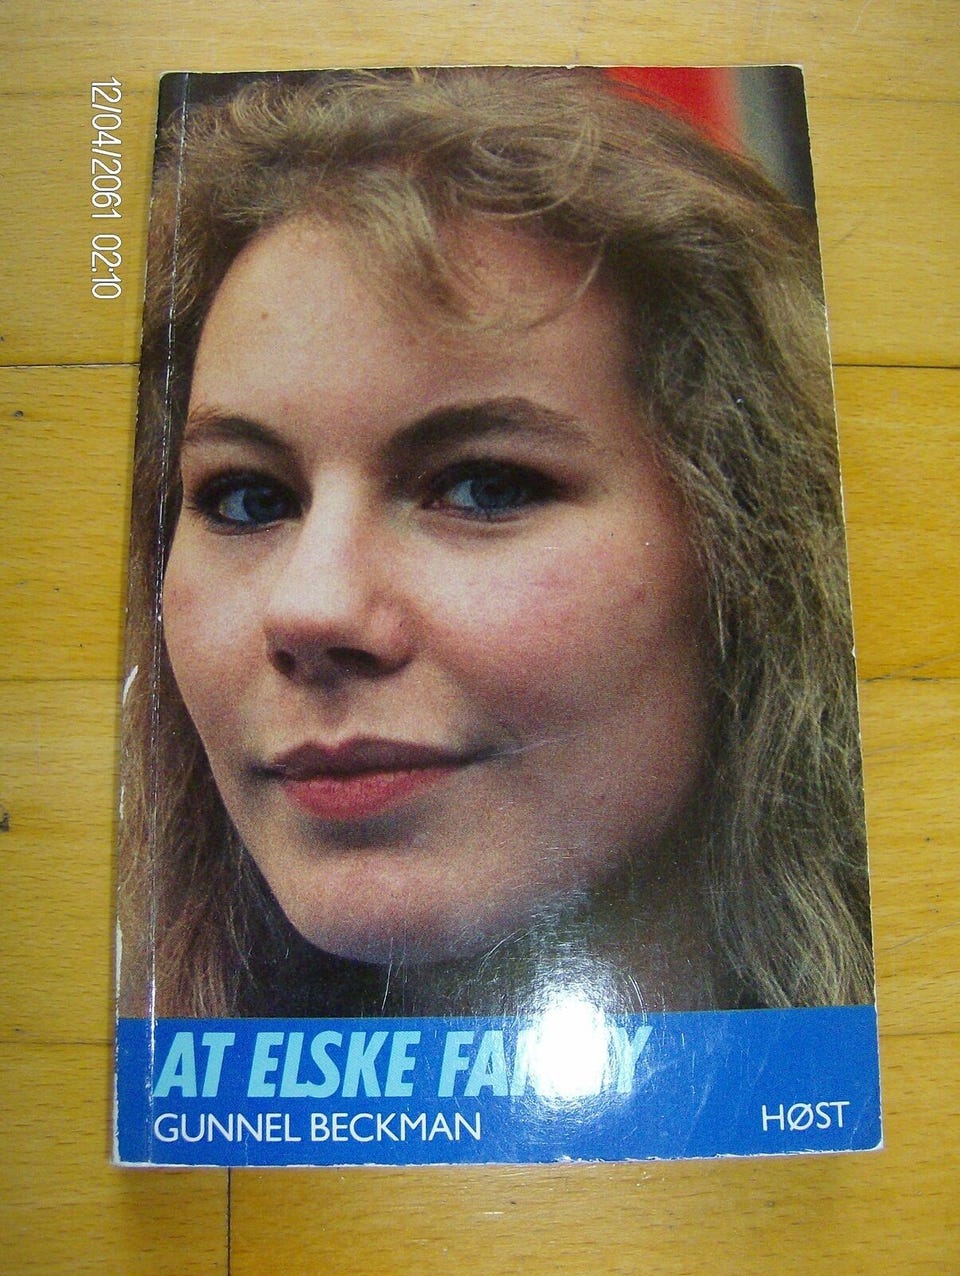 12/04/2061 02:10
AT ELSKE
GUNNEL BECKMAN
HØST